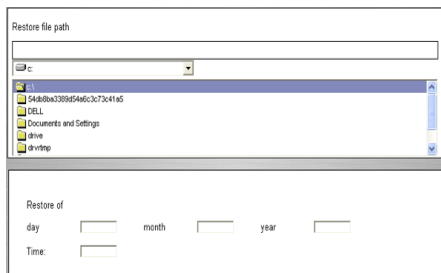 Restore file path
c:
c:\
54db8ba3389d54a6c3c73c41a5
DELL
Documents and Settings
drive
drvrtmp
Restore of
day month year
Time: